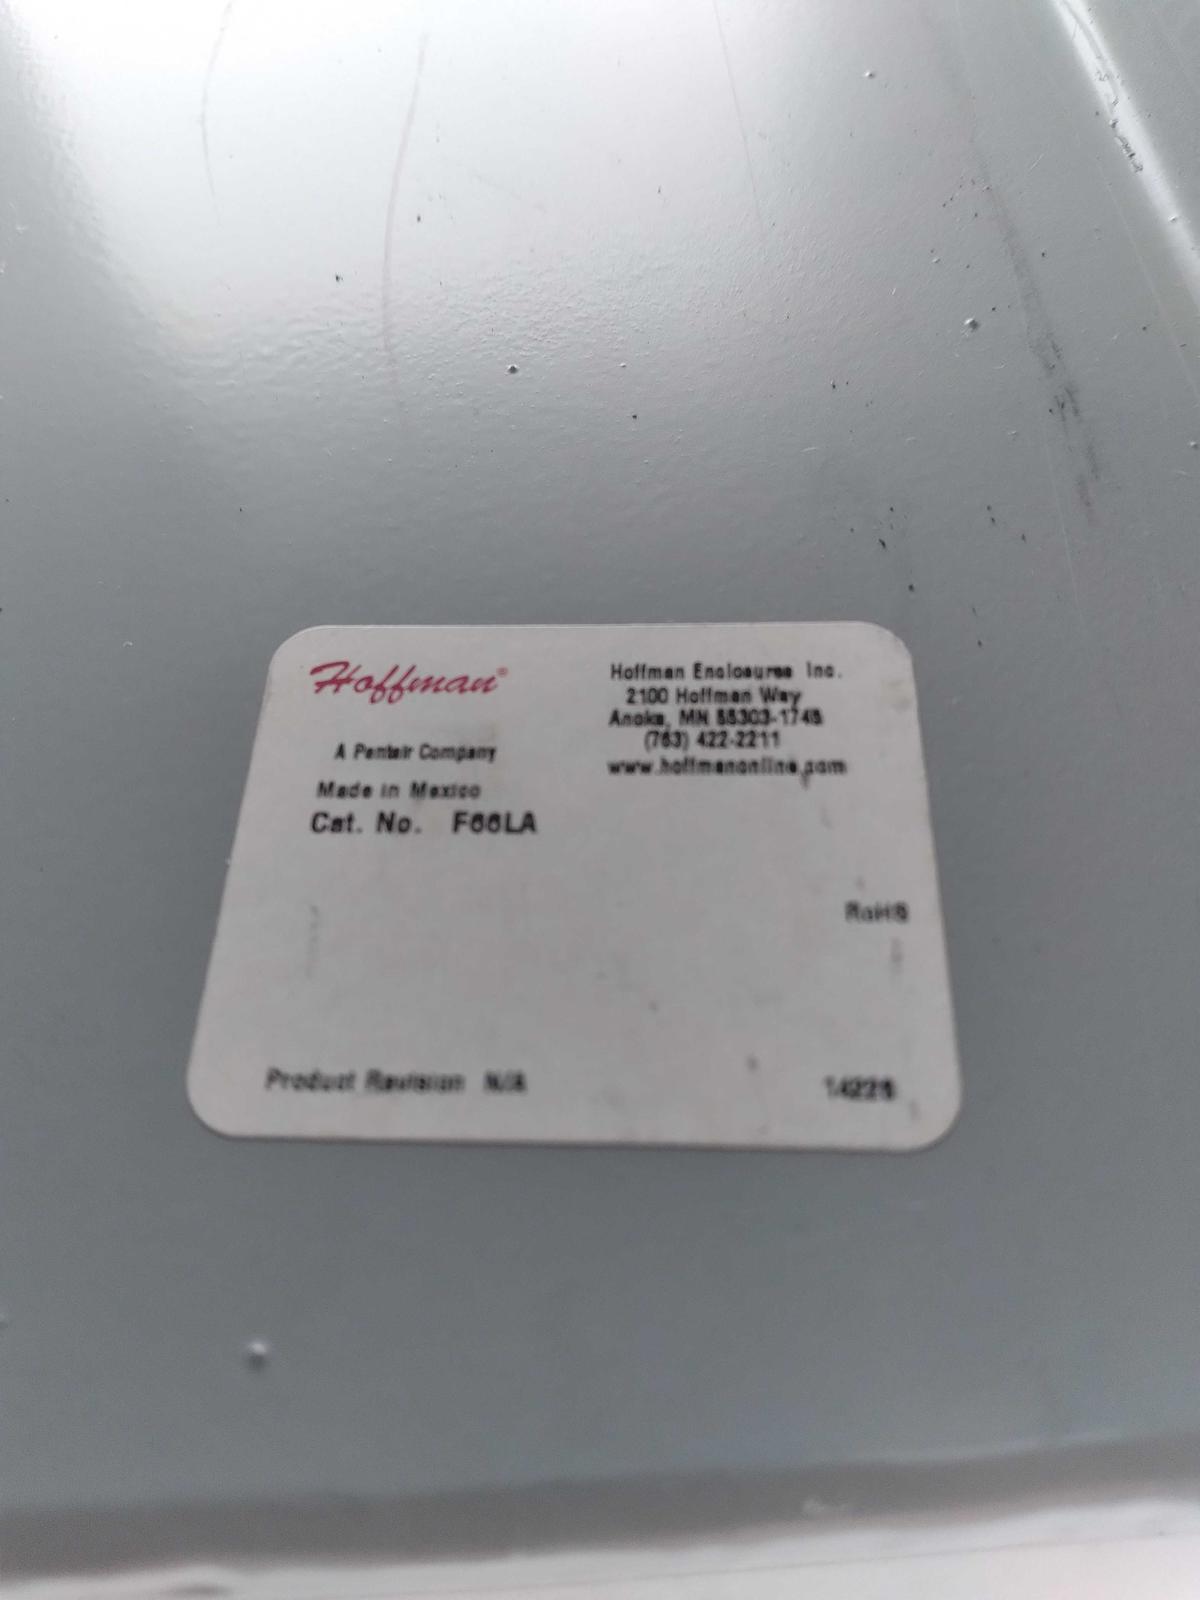 Hoffman®
A Pentair Company
Made in Mexico
Cat. No. F66LA
Hoffman Enclosures Inc.
2100 Hoffman Way
Anoka, MN 55303-1745
(763) 422-2211
www.hoffmanonline.com
RoHS
Product Revision N/A